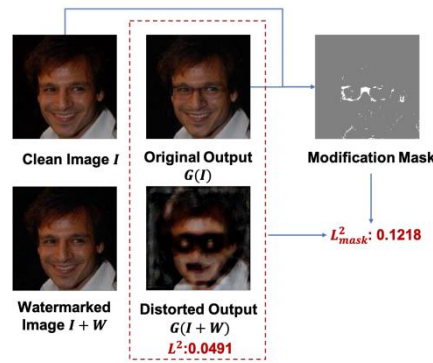 Clean Image I
Original Output
G(I)
Modification Mask
L²mask: 0.1218
Watermarked
Image I + W
Distorted Output
G(I + W)
L²:0.0491